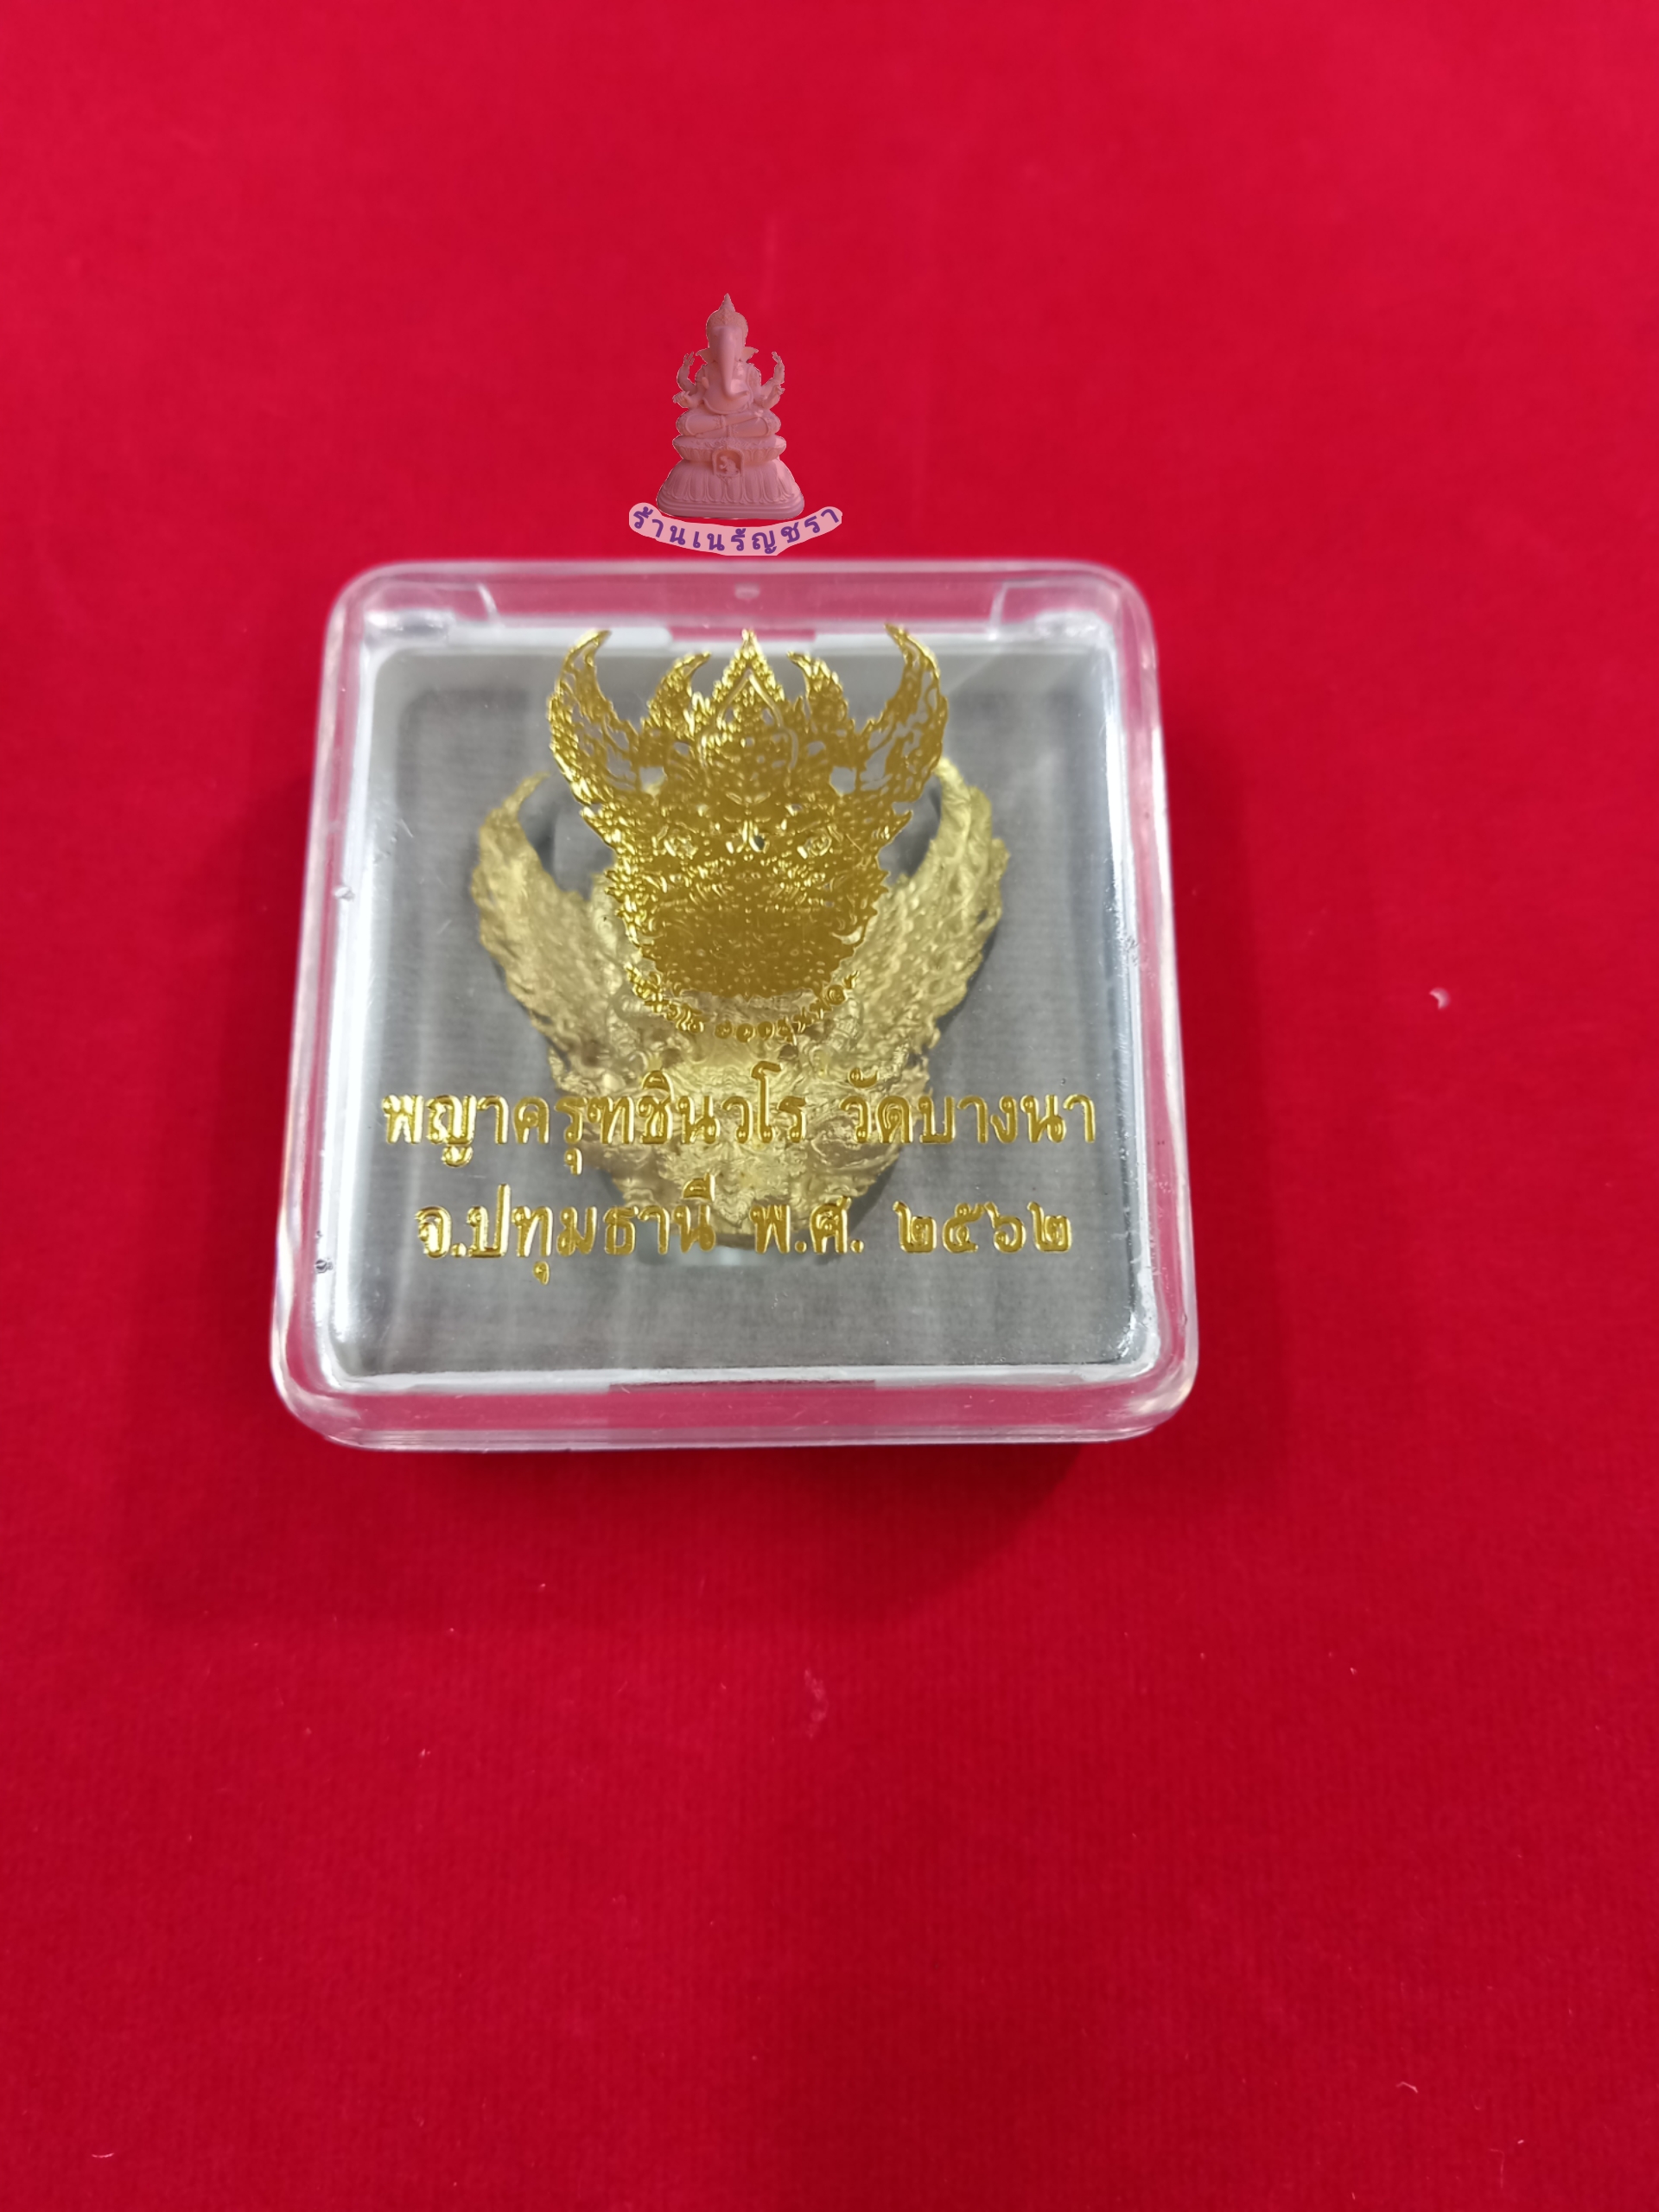 ร้านเนรัญชรา
พญาครุฑชินวโร วัดบางนา
จ.ปทุมธานี พ.ศ. ๒๕๖๒